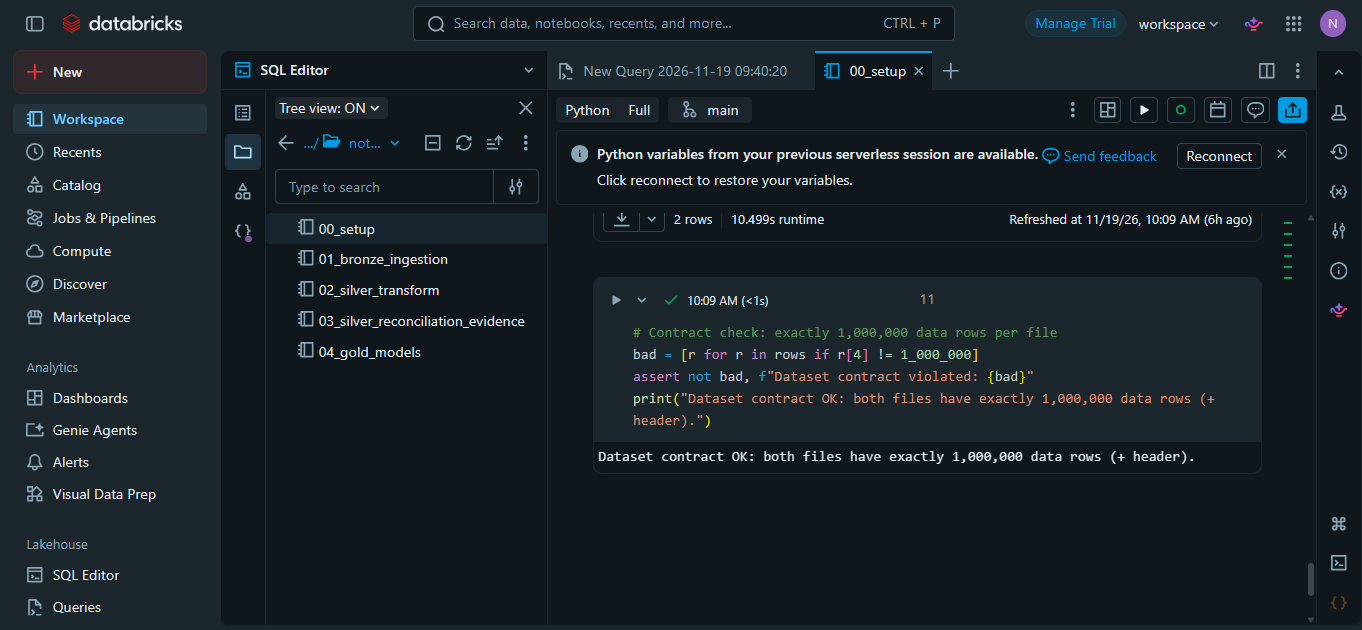 databricks
Search data, notebooks, recents, and more...
CTRL + P
Manage Trial
workspace
N
New
Workspace
Recents
Catalog
Jobs & Pipelines
Compute
Discover
Marketplace
Analytics
Dashboards
Genie Agents
Alerts
Visual Data Prep
Lakehouse
SQL Editor
Queries
SQL Editor
Tree view: ON
.../ not...
Type to search
00_setup
01_bronze_ingestion
02_silver_transform
03_silver_reconciliation_evidence
04_gold_models
New Query 2026-11-19 09:40:20
00_setup
Python
Full
main
Python variables from your previous serverless session are available.
Send feedback
Reconnect
Click reconnect to restore your variables.
2 rows
10.499s runtime
Refreshed at 11/19/26, 10:09 AM (6h ago)
10:09 AM (<1s)
11
# Contract check: exactly 1,000,000 data rows per file
bad = [r for r in rows if r[4] != 1_000_000]
assert not bad, f"Dataset contract violated: {bad}"
print("Dataset contract OK: both files have exactly 1,000,000 data rows (+
header).")
Dataset contract OK: both files have exactly 1,000,000 data rows (+ header).